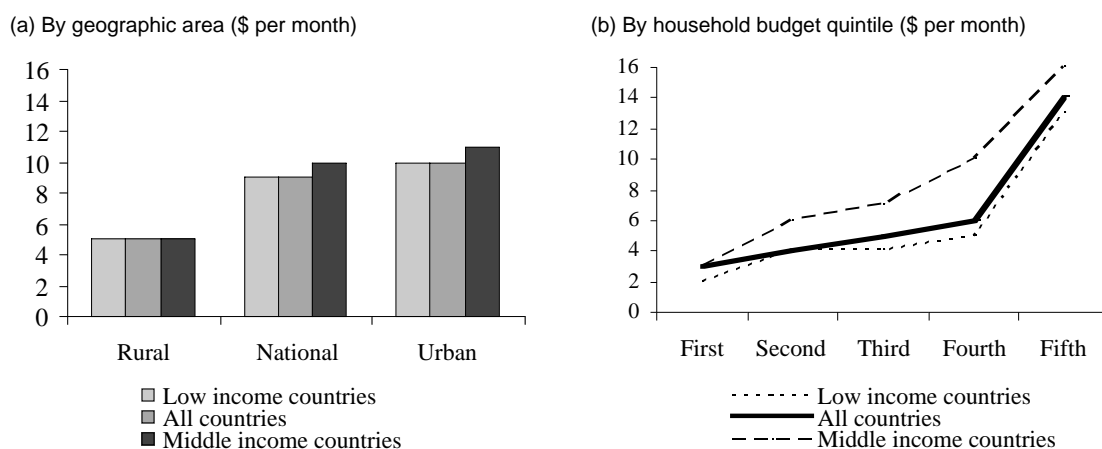 (a) By geographic area ($ per month)
16
14
12
10
8
6
4
2
0
Rural National Urban
Low income countries
All countries
Middle income countries
(b) By household budget quintile ($ per month)
16
14
12
10
8
6
4
2
0
First Second Third Fourth Fifth
Low income countries
All countries
Middle income countries